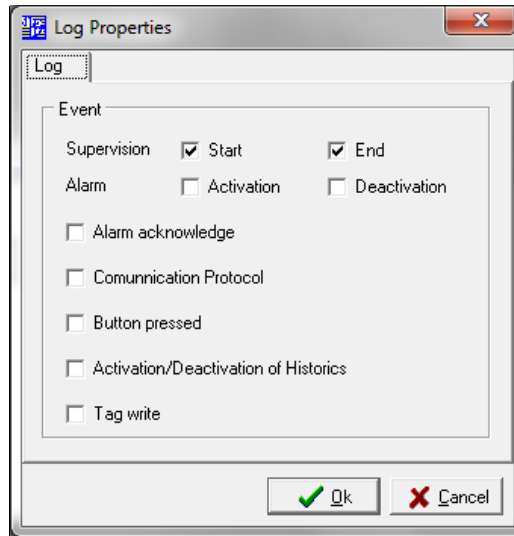 Log Properties
Log
Event
Supervision Start End
Alarm Activation Deactivation
Alarm acknowledge
Comunnication Protocol
Button pressed
Activation/Deactivation of Historics
Tag write
Ok Cancel